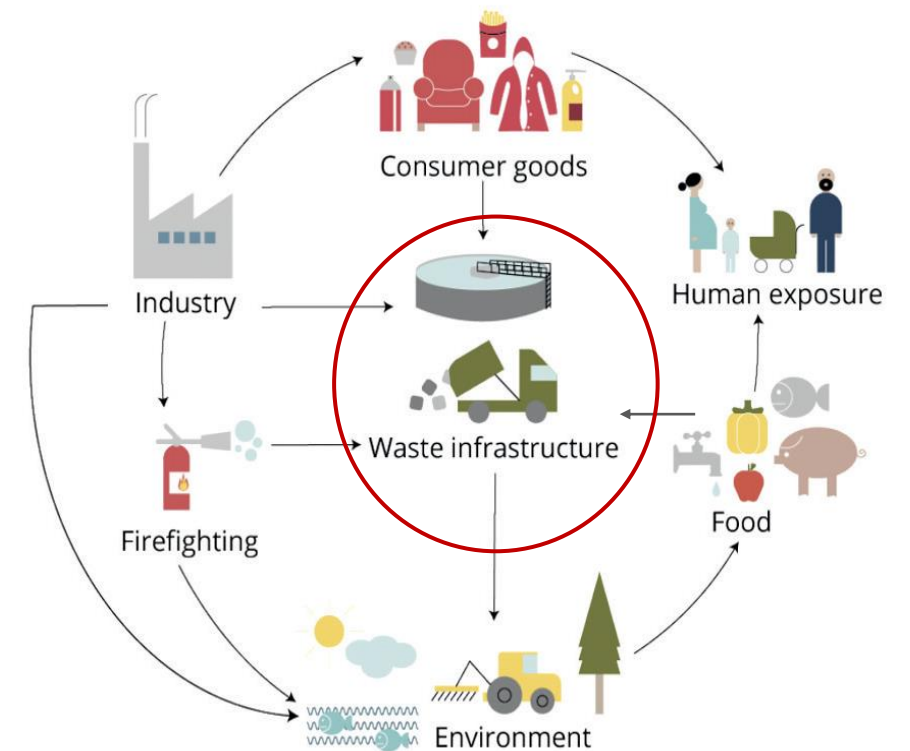 Consumer goods
Industry
Human exposure
Waste infrastructure
Firefighting
Food
Environment